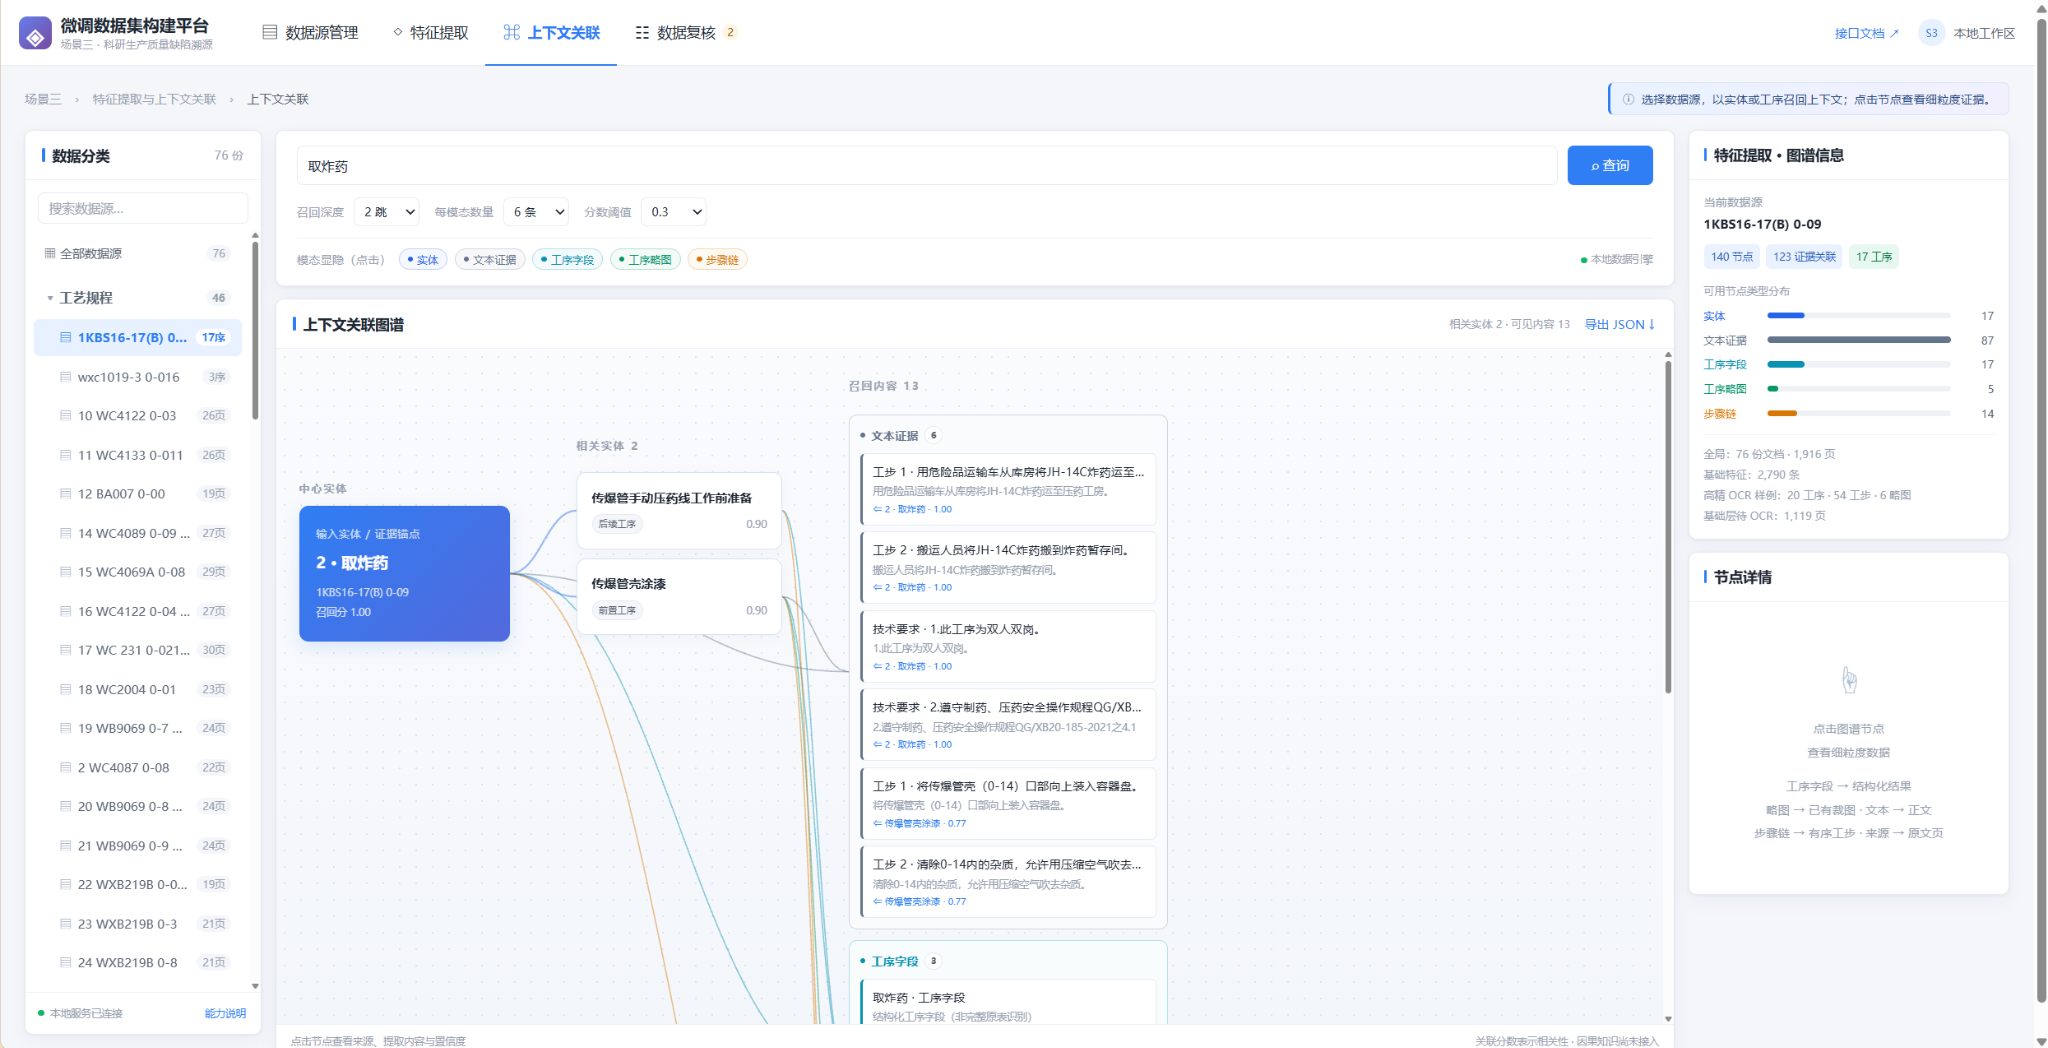 微调数据集构建平台
场景三 · 科研生产质量缺陷溯源
数据源管理
特征提取
上下文关联
数据复核 2
接口文档 ↗
S3 本地工作区
场景三 › 特征提取与上下文关联 › 上下文关联
选择数据源，以实体或工序召回上下文；点击节点查看细粒度证据。
数据分类 76 份
搜索数据源...
全部数据源 76
工艺规程 46
1KBS16-17(B) 0... 17序
wxc1019-3 0-016 3序
10 WC4122 0-03 26页
11 WC4133 0-011 26页
12 BA007 0-00 19页
14 WC4089 0-09 ... 27页
15 WC4069A 0-08 29页
16 WC4122 0-04 ... 27页
17 WC 231 0-021... 30页
18 WC2004 0-01 23页
19 WB9069 0-7 ... 24页
2 WC4087 0-08 22页
20 WB9069 0-8 ... 24页
21 WB9069 0-9 ... 24页
22 WXB219B 0-0... 19页
23 WXB219B 0-3 21页
24 WXB219B 0-8 21页
本地服务已连接 能力说明
取炸药
查询
召回深度 2 跳 每模态数量 6 条 分数阈值 0.3
模态显隐（点击） 实体 文本证据 工序字段 工序略图 步骤链
本地数据引擎
上下文关联图谱
相关实体 2 · 可见内容 13 导出 JSON ↓
中心实体
输入实体 / 证据锚点
2 · 取炸药
1KBS16-17(B) 0-09
召回分 1.00
相关实体 2
传爆管手动压药线工作前准备
后续工序 0.90
传爆管壳涂漆
前置工序 0.90
召回内容 13
文本证据 6
工步 1 · 用危险品运输车从库房将JH-14C炸药运至...
用危险品运输车从库房将JH-14C炸药运至压药工房。
⇐ 2 · 取炸药 · 1.00
工步 2 · 搬运人员将JH-14C炸药搬到炸药暂存间。
搬运人员将JH-14C炸药搬到炸药暂存间。
⇐ 2 · 取炸药 · 1.00
技术要求 · 1.此工序为双人双岗。
1.此工序为双人双岗。
⇐ 2 · 取炸药 · 1.00
技术要求 · 2.遵守制药、压药安全操作规程QG/XB...
2.遵守制药、压药安全操作规程QG/XB20-185-2021之4.1
⇐ 2 · 取炸药 · 1.00
工步 1 · 将传爆管壳（0-14）口部向上装入容器盘。
将传爆管壳（0-14）口部向上装入容器盘。
⇐ 传爆管壳涂漆 · 0.77
工步 2 · 清除0-14内的杂质，允许用压缩空气吹去...
清除0-14内的杂质，允许用压缩空气吹去杂质。
⇐ 传爆管壳涂漆 · 0.77
工序字段 3
取炸药 · 工序字段
结构化工序字段（非完整原表识别）
点击节点查看来源、提取内容与置信度
关联分数表示相关性 · 因果知识尚未接入
特征提取 · 图谱信息
当前数据源
1KBS16-17(B) 0-09
140 节点 123 证据关联 17 工序
可用节点类型分布
实体 17
文本证据 87
工序字段 17
工序略图 5
步骤链 14
全局：76 份文档 · 1,916 页
基础特征：2,790 条
高精 OCR 样例：20 工序 · 54 工步 · 6 略图
基础层待 OCR：1,119 页
节点详情
点击图谱节点
查看细粒度数据
工序字段 → 结构化结果
略图 → 已有裁图 · 文本 → 正文
步骤链 → 有序工步 · 来源 → 原文页